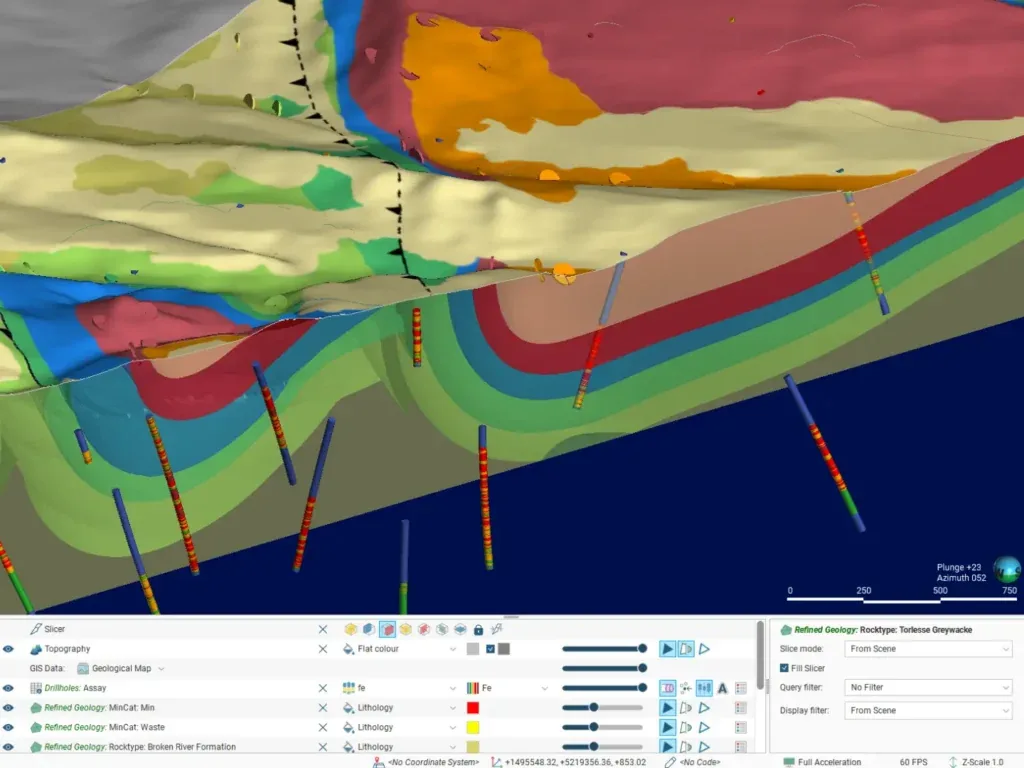 Plunge +23
Azimuth 052
0 250 500 750
Slicer
Topography Flat colour
GIS Data: Geological Map
Drillholes: Assay fe Fe A
Refined Geology: MinCat: Min Lithology
Refined Geology: MinCat: Waste Lithology
Refined Geology: Rocktype: Broken River Formation Lithology
Refined Geology: Rocktype: Torlesse Greywacke
Slice mode: From Scene
Fill Slicer
Query filter: No Filter
Display filter: From Scene
<No Coordinate System> +1495548.32, +5219356.36, +853.02 <No Code> Full Acceleration 60 FPS Z-Scale 1.0